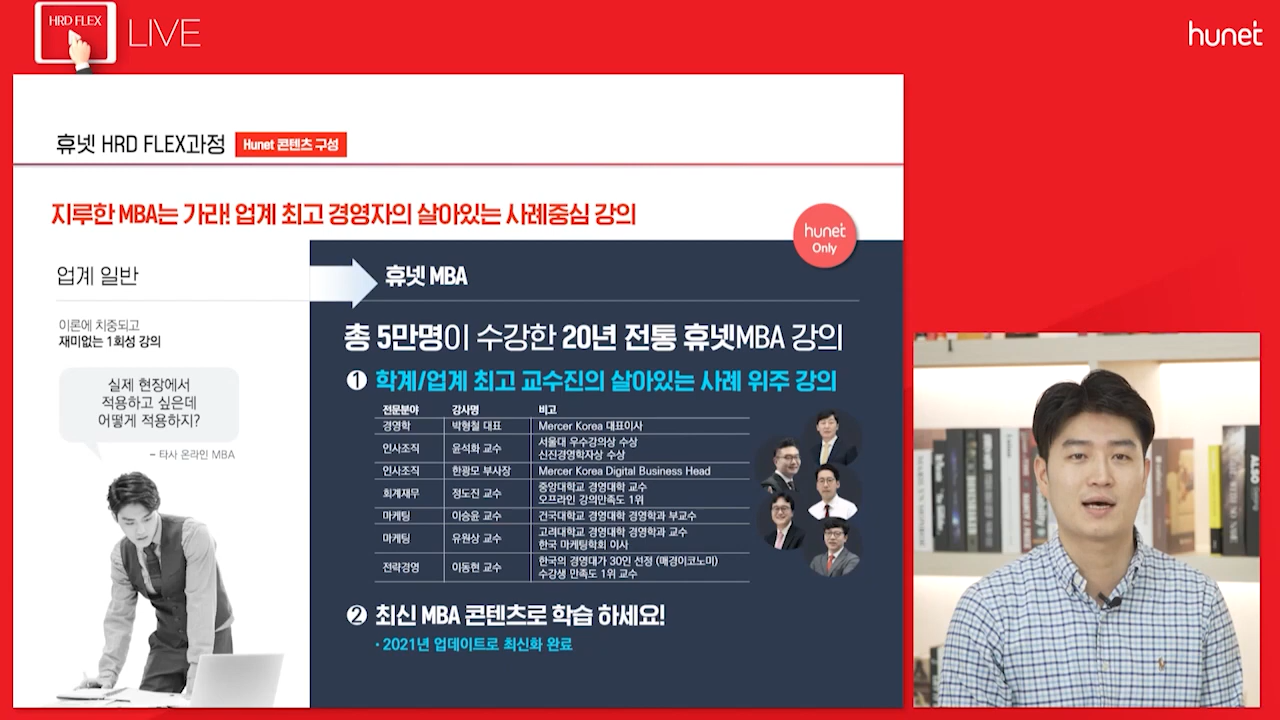 HRD FLEX
LIVE
hunet
휴넷 HRD FLEX과정
Hunet 콘텐츠 구성
지루한 MBA는 가라! 업계 최고 경영자의 살아있는 사례중심 강의
hunet
Only
업계 일반
휴넷 MBA
이론에 치중되고
재미없는 1회성 강의
실제 현장에서
적용하고 싶은데
어떻게 적용하지?
– 타사 온라인 MBA
총 5만명이 수강한 20년 전통 휴넷MBA 강의
① 학계/업계 최고 교수진의 살아있는 사례 위주 강의
전문분야 강사명 비고
경영학 박형철 대표 Mercer Korea 대표이사
인사조직 윤석화 교수 서울대 우수강의상 수상
신진경영학자상 수상
인사조직 한광모 부사장 Mercer Korea Digital Business Head
회계재무 정도진 교수 중앙대학교 경영대학 교수
오프라인 강의만족도 1위
마케팅 이승윤 교수 건국대학교 경영대학 경영학과 부교수
마케팅 유원상 교수 고려대학교 경영대학 경영학과 교수
한국 마케팅학회 이사
전략경영 이동현 교수 한국의 경영대가 30인 선정 (매경이코노미)
수강생 만족도 1위 교수
② 최신 MBA 콘텐츠로 학습 하세요!
· 2021년 업데이트로 최신화 완료